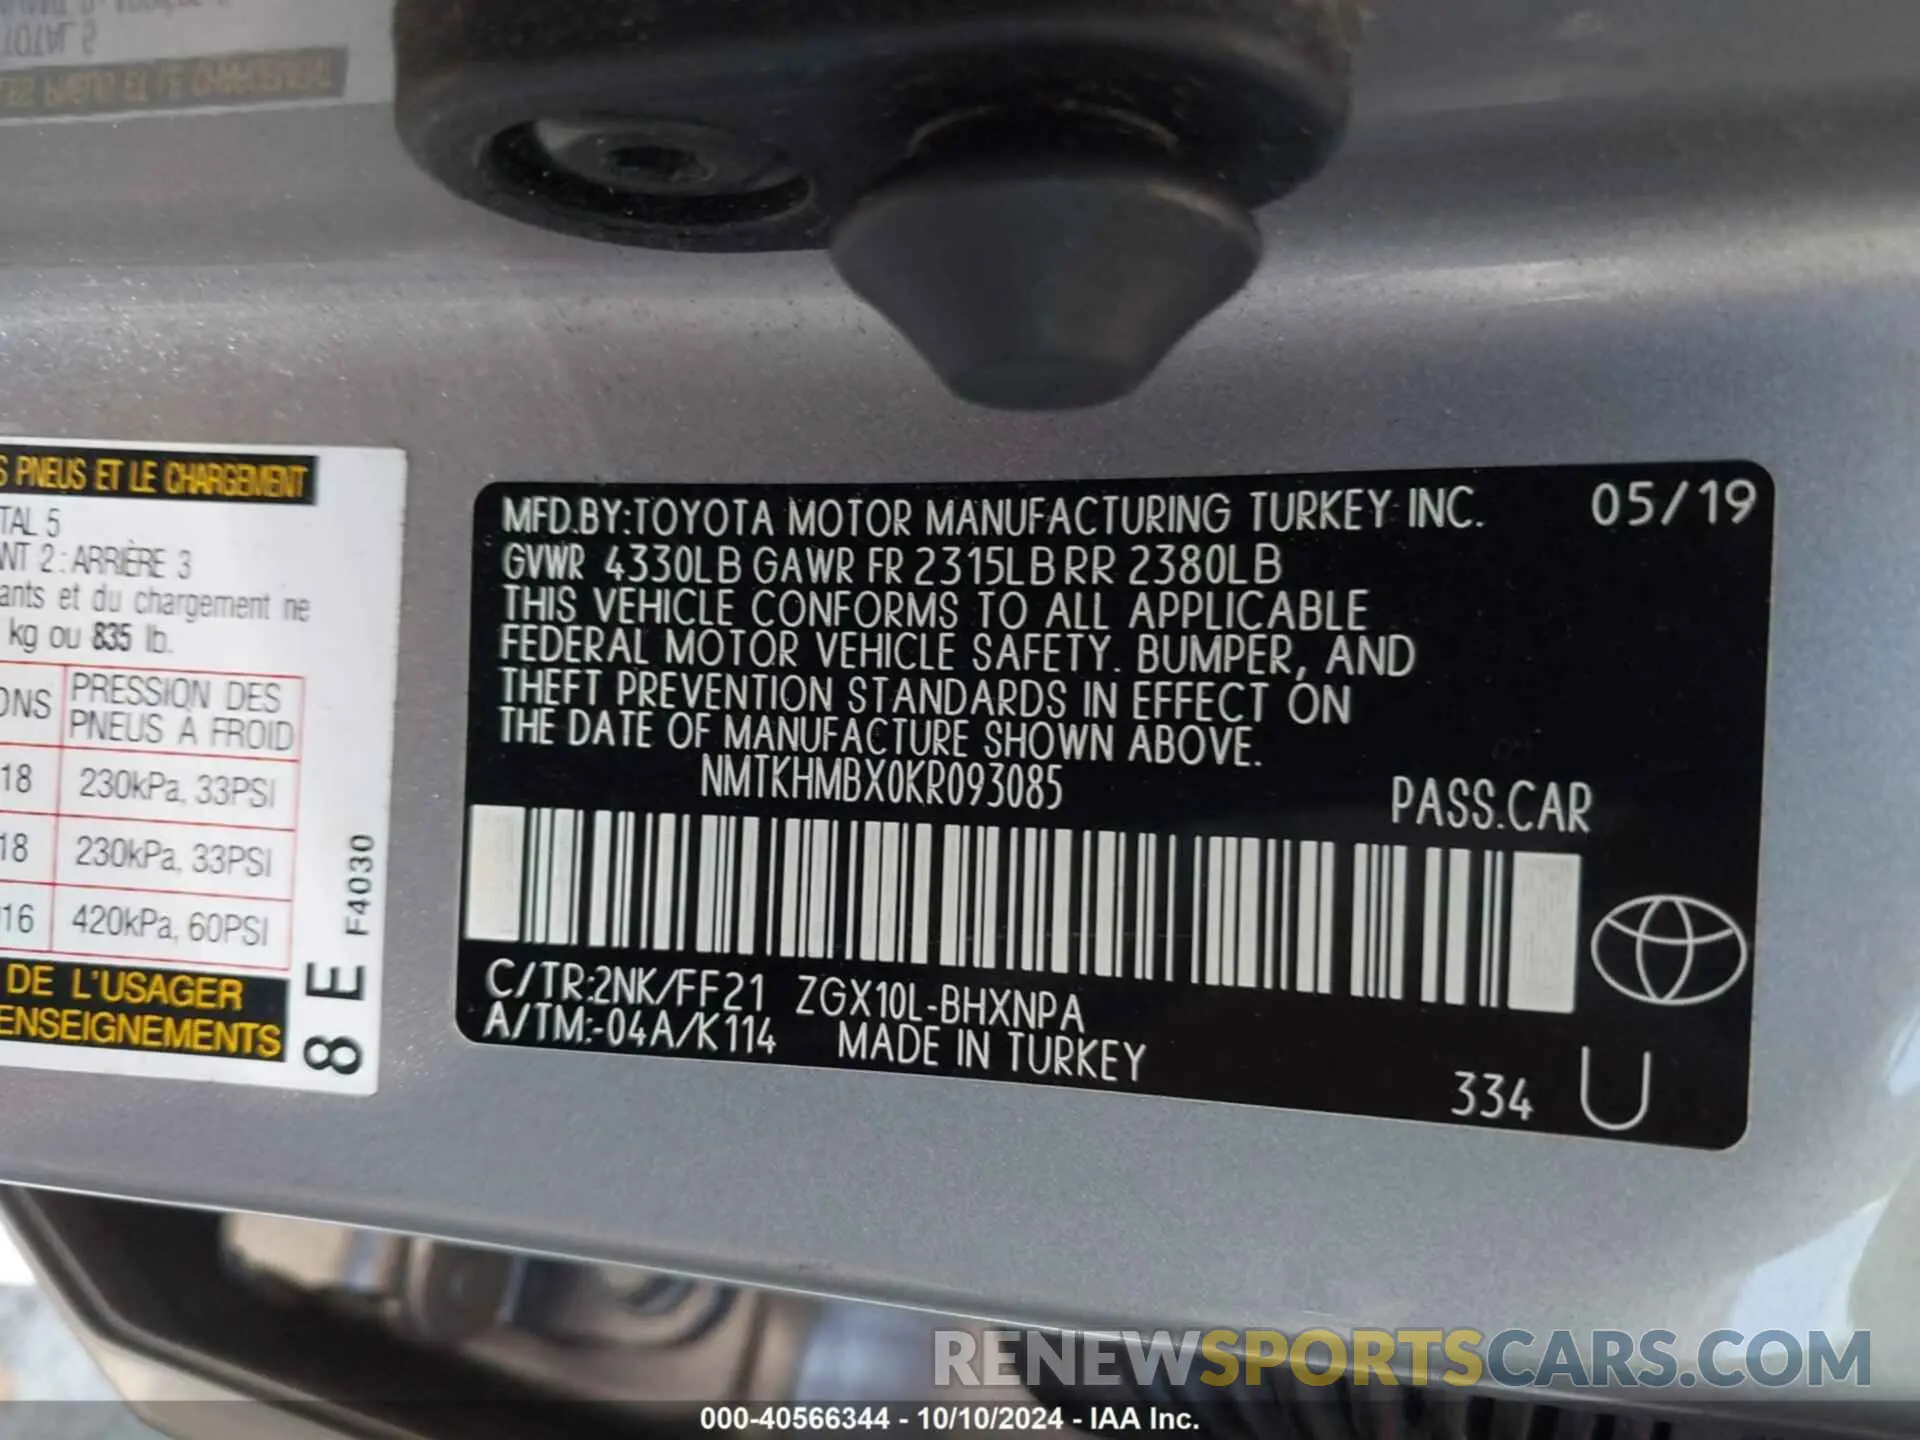 TOTAL 5
S PNEUS ET LE CHARGEMENT
TAL 5
NT 2 : ARRIÈRE 3
ants et du chargement ne
kg ou 835 lb.
ONS
PRESSION DES
PNEUS À FROID
18 230kPa, 33PSI
18 230kPa, 33PSI
16 420kPa, 60PSI
DE L'USAGER
ENSEIGNEMENTS
8 E
F4030
MFD.BY:TOYOTA MOTOR MANUFACTURING TURKEY INC. 05/19
GVWR 4330LB GAWR FR 2315LB RR 2380LB
THIS VEHICLE CONFORMS TO ALL APPLICABLE
FEDERAL MOTOR VEHICLE SAFETY. BUMPER, AND
THEFT PREVENTION STANDARDS IN EFFECT ON
THE DATE OF MANUFACTURE SHOWN ABOVE.
NMTKHMBX0KR093085
PASS.CAR
C/TR:2NK/FF21 ZGX10L-BHXNPA
A/TM:-04A/K114 MADE IN TURKEY
334 U
RENEWSPORTSCARS.COM
000-40566344 - 10/10/2024 - IAA Inc.